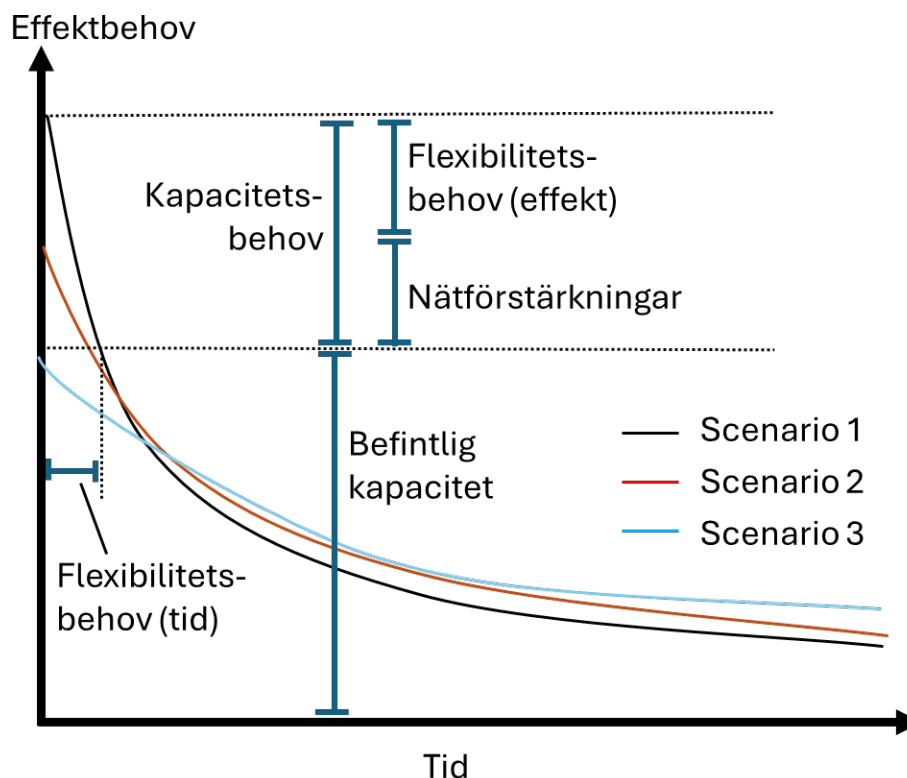 Effektbehov
Kapacitets-
behov
Flexibilitets-
behov (effekt)
Nätförstärkningar
Befintlig
kapacitet
Scenario 1
Scenario 2
Scenario 3
Flexibilitets-
behov (tid)
Tid